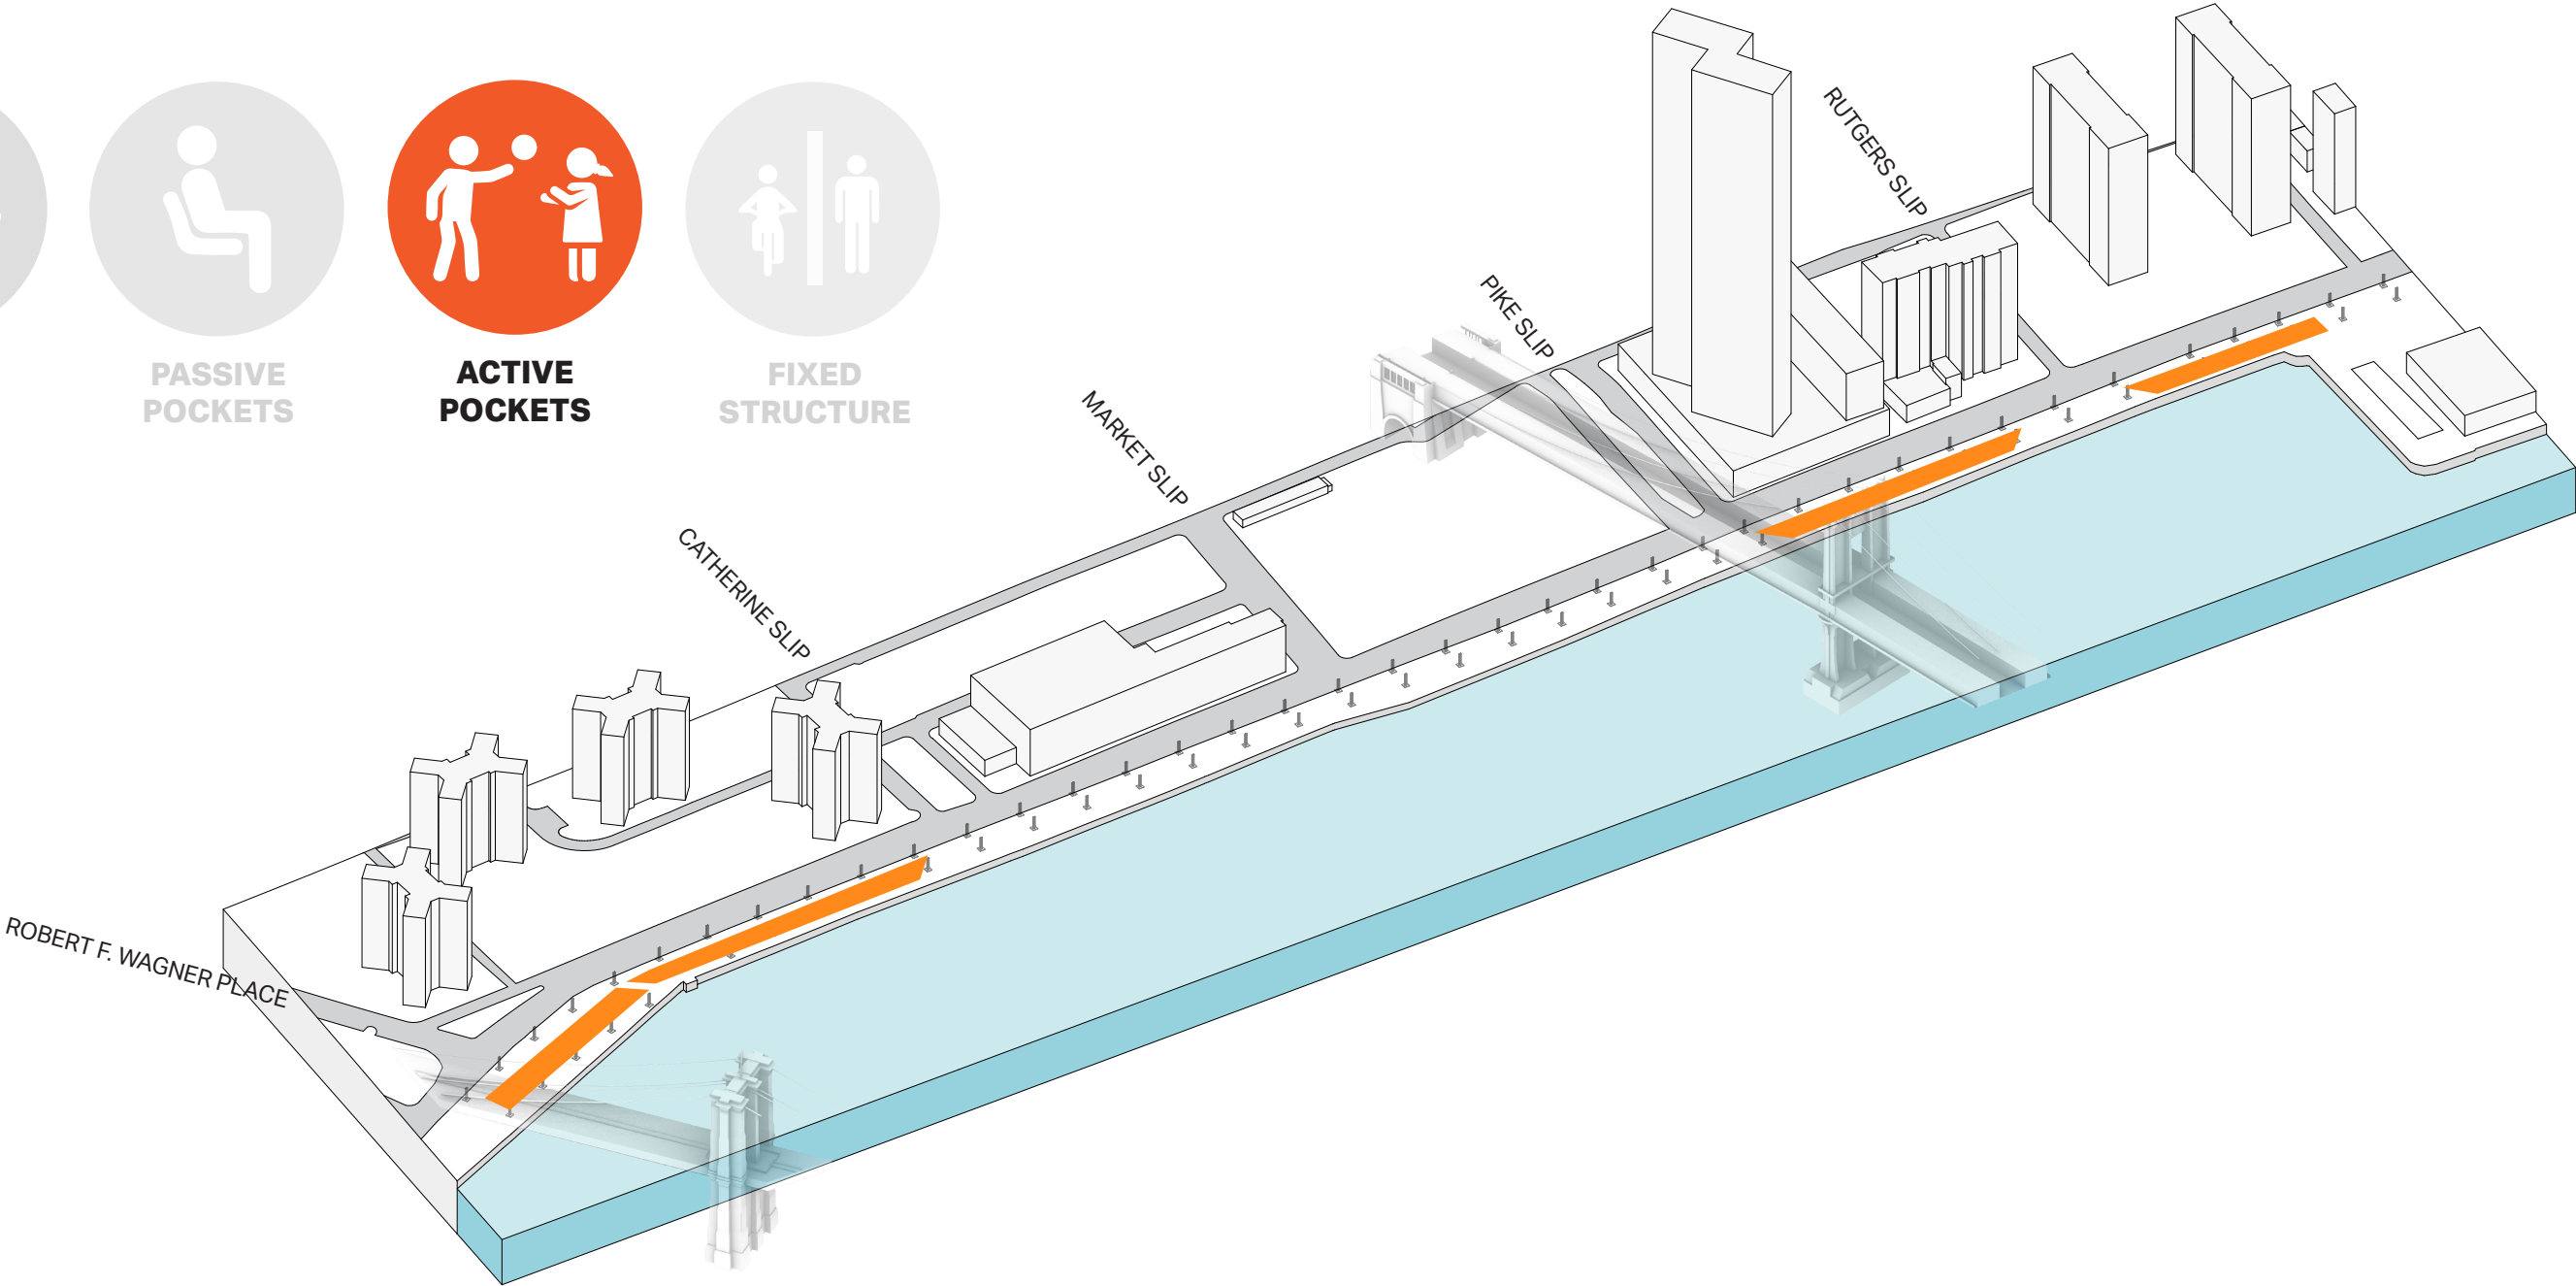 PASSIVE
POCKETS
ACTIVE
POCKETS
FIXED
STRUCTURE
RUTGERS SLIP
PIKE SLIP
MARKET SLIP
CATHERINE SLIP
ROBERT F. WAGNER PLACE